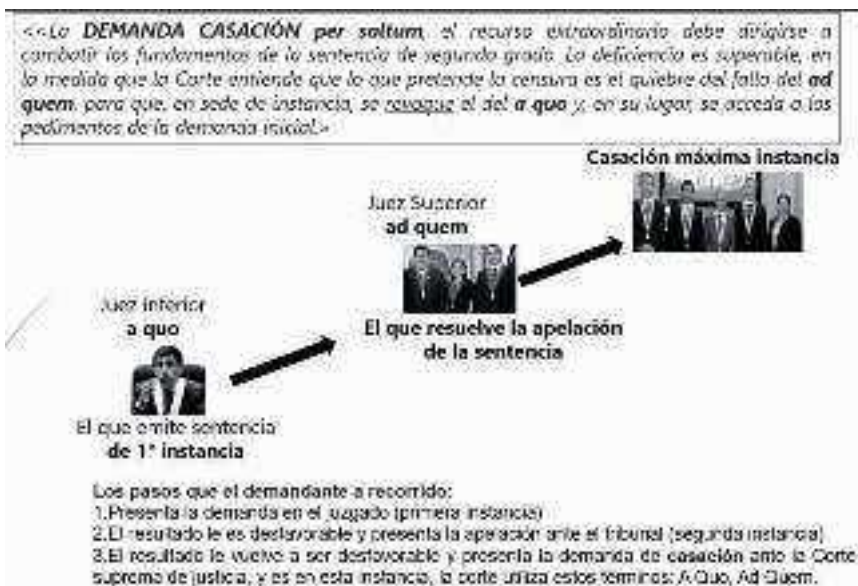 «La DEMANDA CASACIÓN per saltum, el recurso extraordinario debe dirigirse a
combatir los fundamentos de la sentencia de segundo grado. La deficiencia es superable, en
la medida que la Corte entiende que lo que pretende la censura es el quiebre del fallo del ad
quem, para que, en sede de instancia, se revoque el del a quo y, en su lugar, se acceda a los
pedimentos de la demanda inicial.»
Casación máxima instancia
Juez Superior
ad quem
El que resuelve la apelación
de la sentencia
Juez inferior
a quo
El que emite sentencia
de 1° instancia
Los pasos que el demandante a recorrido:
1.Presenta la demanda en el juzgado (primera instancia)
2.El resultado le es desfavorable y presenta la apelación ante el tribunal (segunda instancia)
3.El resultado le vuelve a ser desfavorable y presenta la demanda de casación ante la Corte
suprema de justicia, y es en esta instancia, la corte utiliza estos términos: A Quo, Ad Quem.